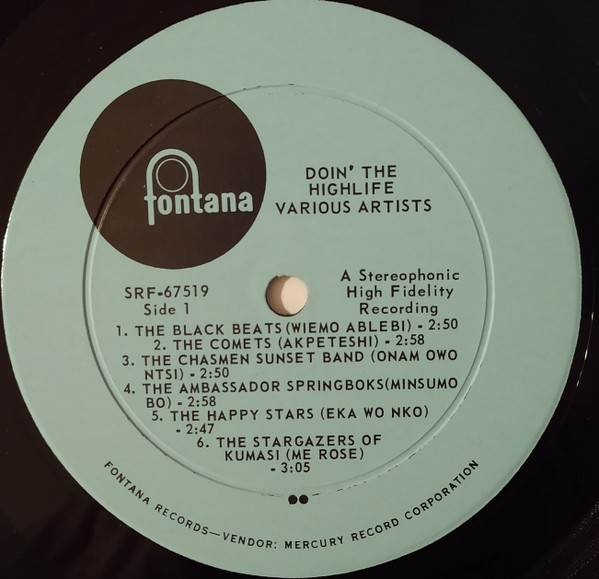 fontana
DOIN' THE
HIGHLIFE
VARIOUS ARTISTS
SRF-67519
Side 1
A Stereophonic
High Fidelity
Recording
1. THE BLACK BEATS (WIEMO ABLEBI) - 2:50
2. THE COMETS (AKPETESHI) - 2:58
3. THE CHASMEN SUNSET BAND (ONAM OWO
NTSI) - 2:50
4. THE AMBASSADOR SPRINGBOKS(MINSUMO
BO) - 2:58
5. THE HAPPY STARS (EKA WO NKO)
- 2:47
6. THE STARGAZERS OF
KUMASI (ME ROSE)
- 3:05
FONTANA RECORDS—VENDOR: MERCURY RECORD CORPORATION